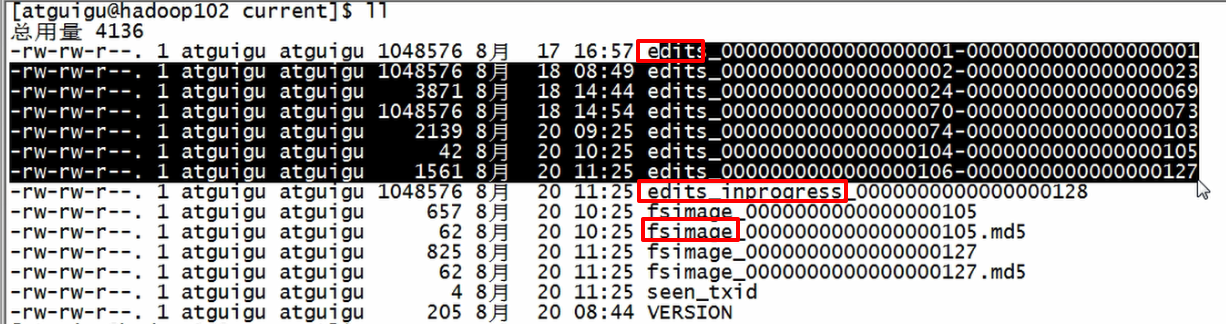 [atguigu@hadoop102 current]$ ll
总用量 4136
-rw-rw-r--. 1 atguigu atguigu 1048576 8月 17 16:57 edits_0000000000000000001-0000000000000000001
-rw-rw-r--. 1 atguigu atguigu 1048576 8月 18 08:49 edits_0000000000000000002-0000000000000000023
-rw-rw-r--. 1 atguigu atguigu 3871 8月 18 14:44 edits_0000000000000000024-0000000000000000069
-rw-rw-r--. 1 atguigu atguigu 1048576 8月 18 14:54 edits_0000000000000000070-0000000000000000073
-rw-rw-r--. 1 atguigu atguigu 2139 8月 20 09:25 edits_0000000000000000074-0000000000000000103
-rw-rw-r--. 1 atguigu atguigu 42 8月 20 10:25 edits_0000000000000000104-0000000000000000105
-rw-rw-r--. 1 atguigu atguigu 1561 8月 20 11:25 edits_0000000000000000106-0000000000000000127
-rw-rw-r--. 1 atguigu atguigu 1048576 8月 20 11:25 edits_inprogress_0000000000000000128
-rw-rw-r--. 1 atguigu atguigu 657 8月 20 10:25 fsimage_0000000000000000105
-rw-rw-r--. 1 atguigu atguigu 62 8月 20 10:25 fsimage_0000000000000000105.md5
-rw-rw-r--. 1 atguigu atguigu 825 8月 20 11:25 fsimage_0000000000000000127
-rw-rw-r--. 1 atguigu atguigu 62 8月 20 11:25 fsimage_0000000000000000127.md5
-rw-rw-r--. 1 atguigu atguigu 4 8月 20 11:25 seen_txid
-rw-rw-r--. 1 atguigu atguigu 205 8月 20 08:44 VERSION